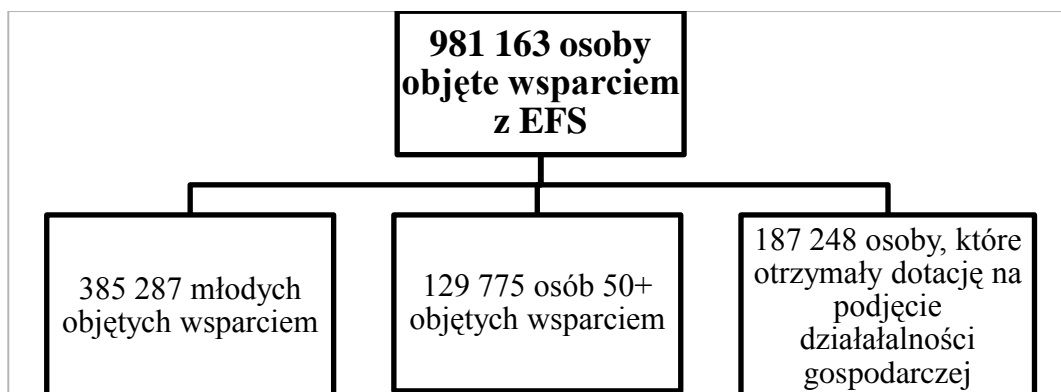 981 163 osoby
objęte wsparciem
z EFS
385 287 młodych
objętych wsparciem
129 775 osób 50+
objętych wsparciem
187 248 osoby, które
otrzymały dotację na
podjęcie
działałalności
gospodarczej